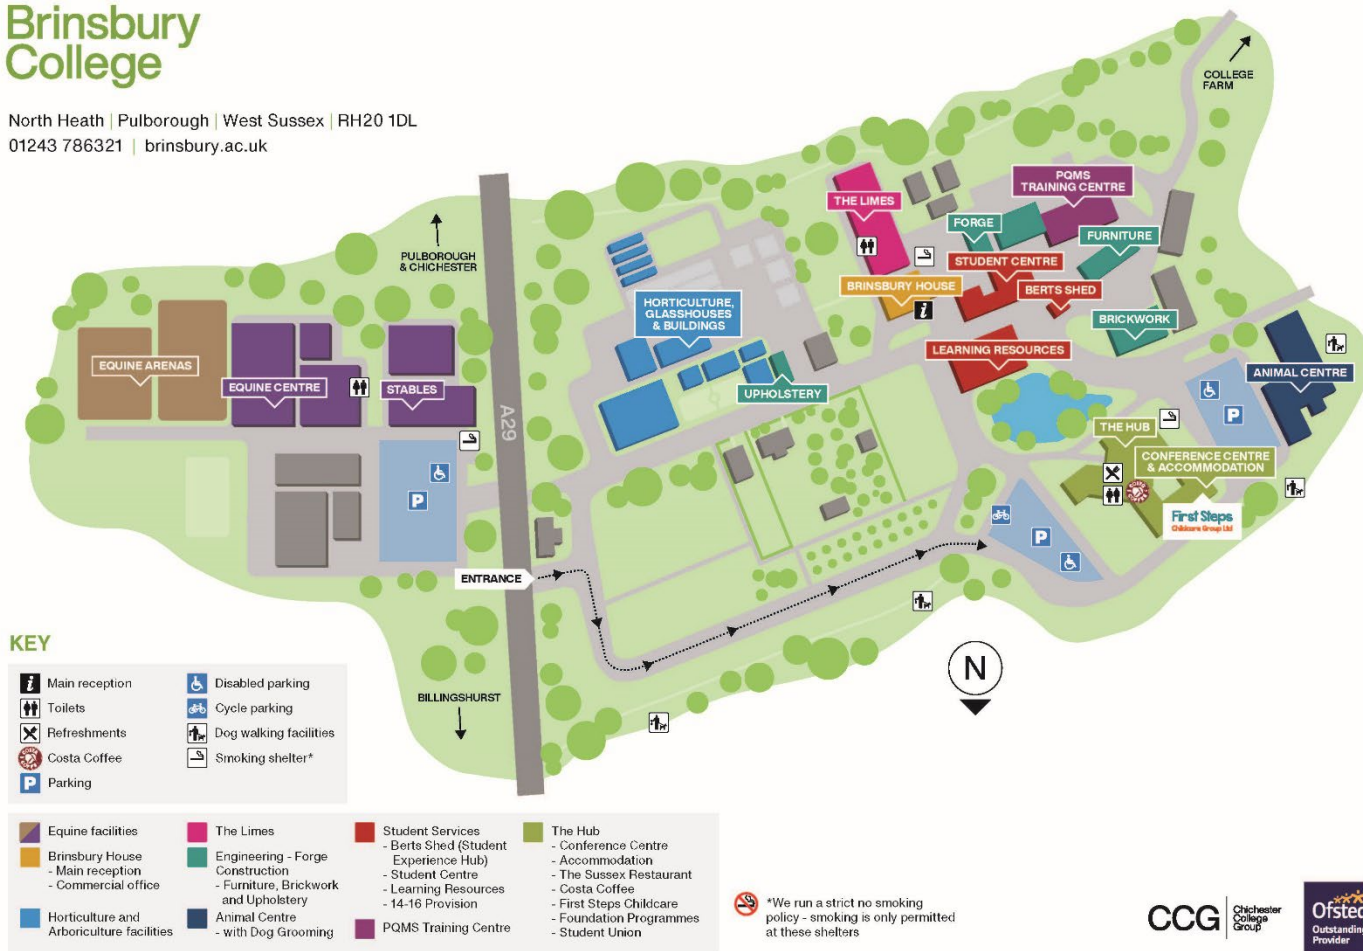 Brinsbury
College
North Heath | Pulborough | West Sussex | RH20 1DL
01243 786321 | brinsbury.ac.uk
COLLEGE
FARM
PULBOROUGH
& CHICHESTER
THE LIMES
PQMS
TRAINING CENTRE
FORGE
FURNITURE
STUDENT CENTRE
BRINSBURY HOUSE
BERTS SHED
BRICKWORK
HORTICULTURE,
GLASSHOUSES
& BUILDINGS
LEARNING RESOURCES
UPHOLSTERY
ANIMAL CENTRE
EQUINE ARENAS
EQUINE CENTRE
STABLES
A29
P
P
P
THE HUB
CONFERENCE CENTRE
& ACCOMMODATION
First Steps
Childcare Group Ltd
ENTRANCE
BILLINGSHURST
N
KEY
i Main reception
Toilets
Refreshments
Costa Coffee
P Parking
Disabled parking
Cycle parking
Dog walking facilities
Smoking shelter*
Equine facilities
Brinsbury House
- Main reception
- Commercial office
Horticulture and
Arboriculture facilities
The Limes
Engineering - Forge
Construction
- Furniture, Brickwork
and Upholstery
Animal Centre
- with Dog Grooming
Student Services
- Berts Shed (Student
Experience Hub)
- Student Centre
- Learning Resources
- 14-16 Provision
PQMS Training Centre
The Hub
- Conference Centre
- Accommodation
- The Sussex Restaurant
- Costa Coffee
- First Steps Childcare
- Foundation Programmes
- Student Union
*We run a strict no smoking
policy - smoking is only permitted
at these shelters
CCG | Chichester
College
Group
Ofsted
Outstanding
Provider